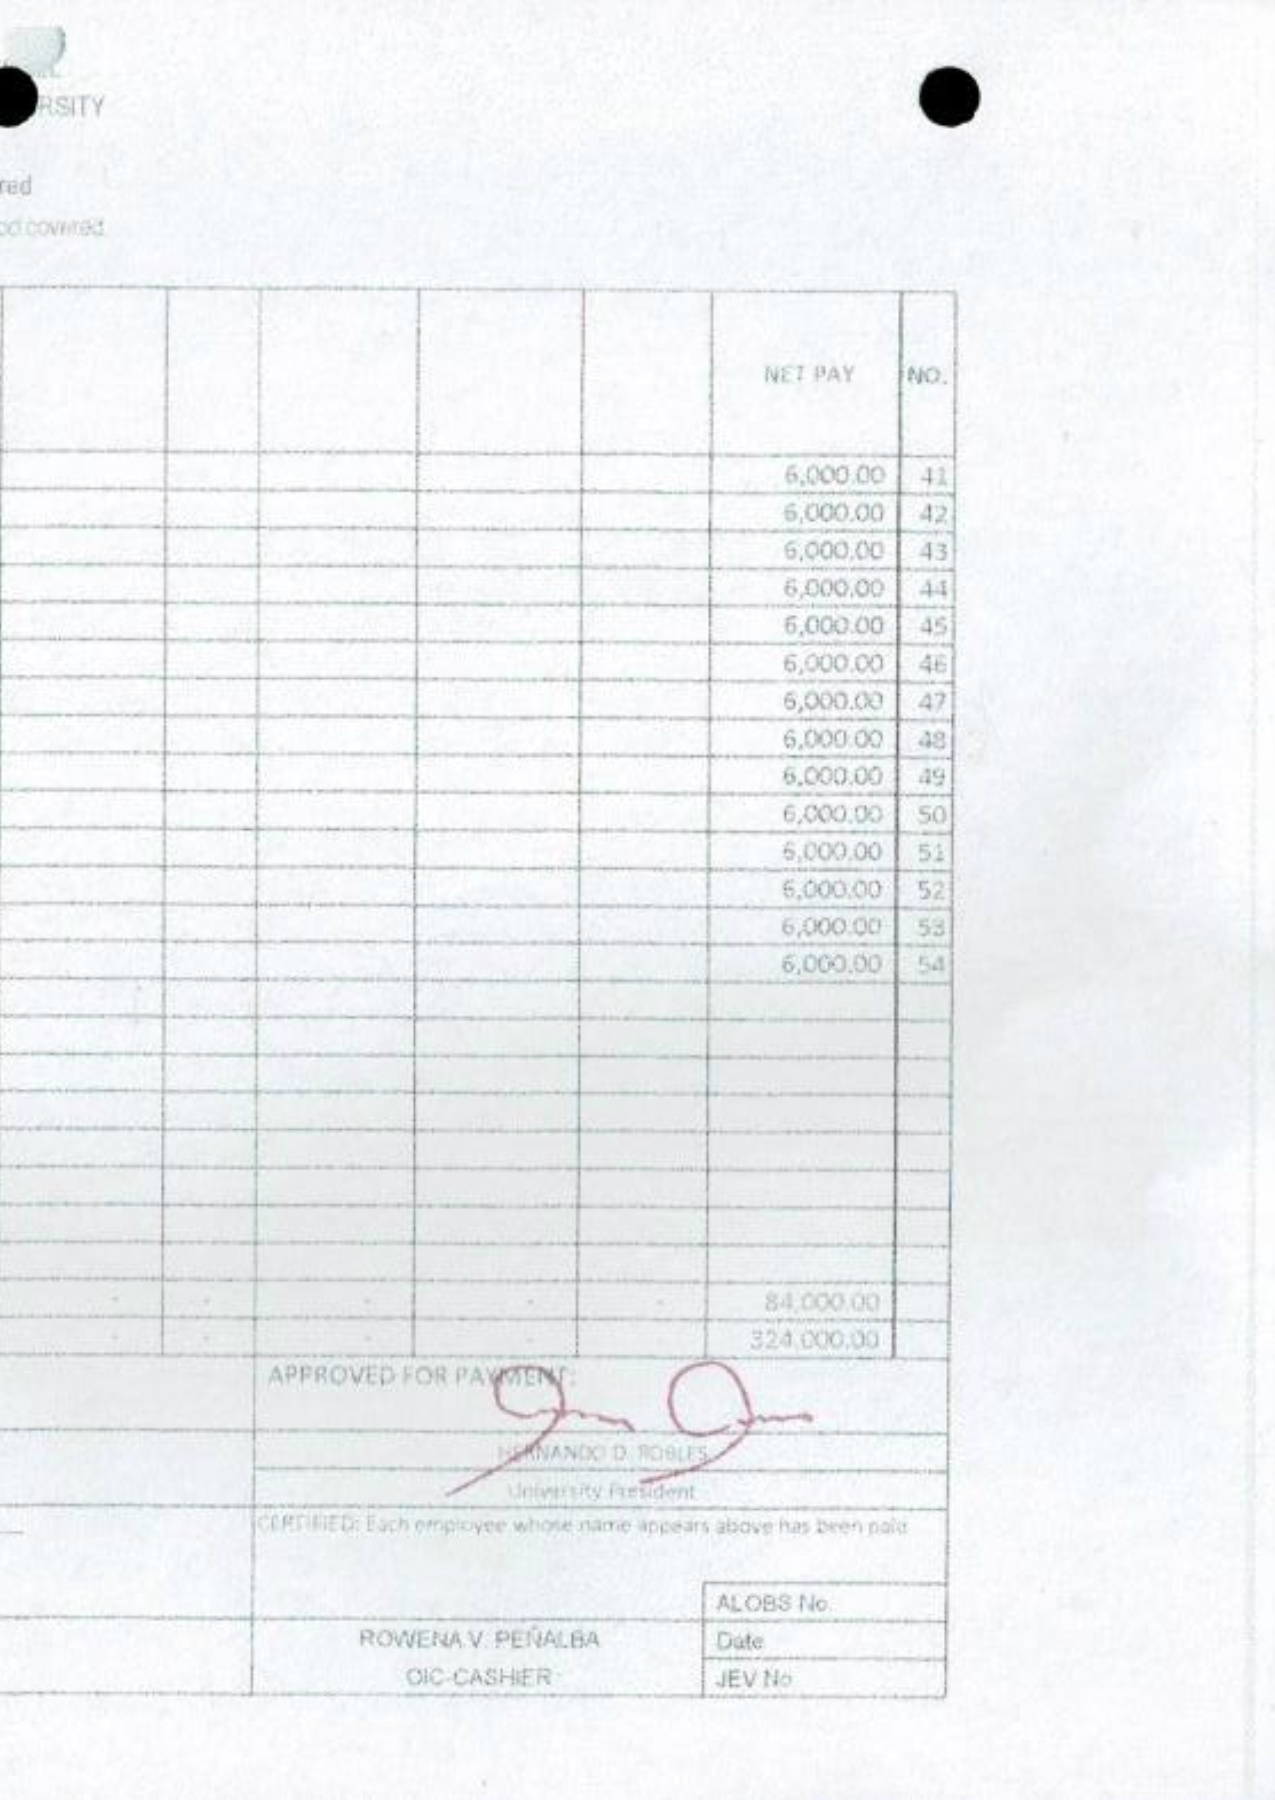 RSITY
red
od covered
NET PAY NO.
6,000.00 41
6,000.00 42
6,000.00 43
6,000.00 44
6,000.00 45
6,000.00 46
6,000.00 47
6,000.00 48
6,000.00 49
6,000.00 50
6,000.00 51
6,000.00 52
6,000.00 53
6,000.00 54
- - - - - 84,000.00
- - - - - 324,000.00
APPROVED FOR PAYMENT:
HERNANDO D. ROBLES
University President
CERTIFIED: Each employee whose name appears above has been paid
ALOBS No.
ROWENA V. PEÑALBA Date
OIC-CASHIER JEV No